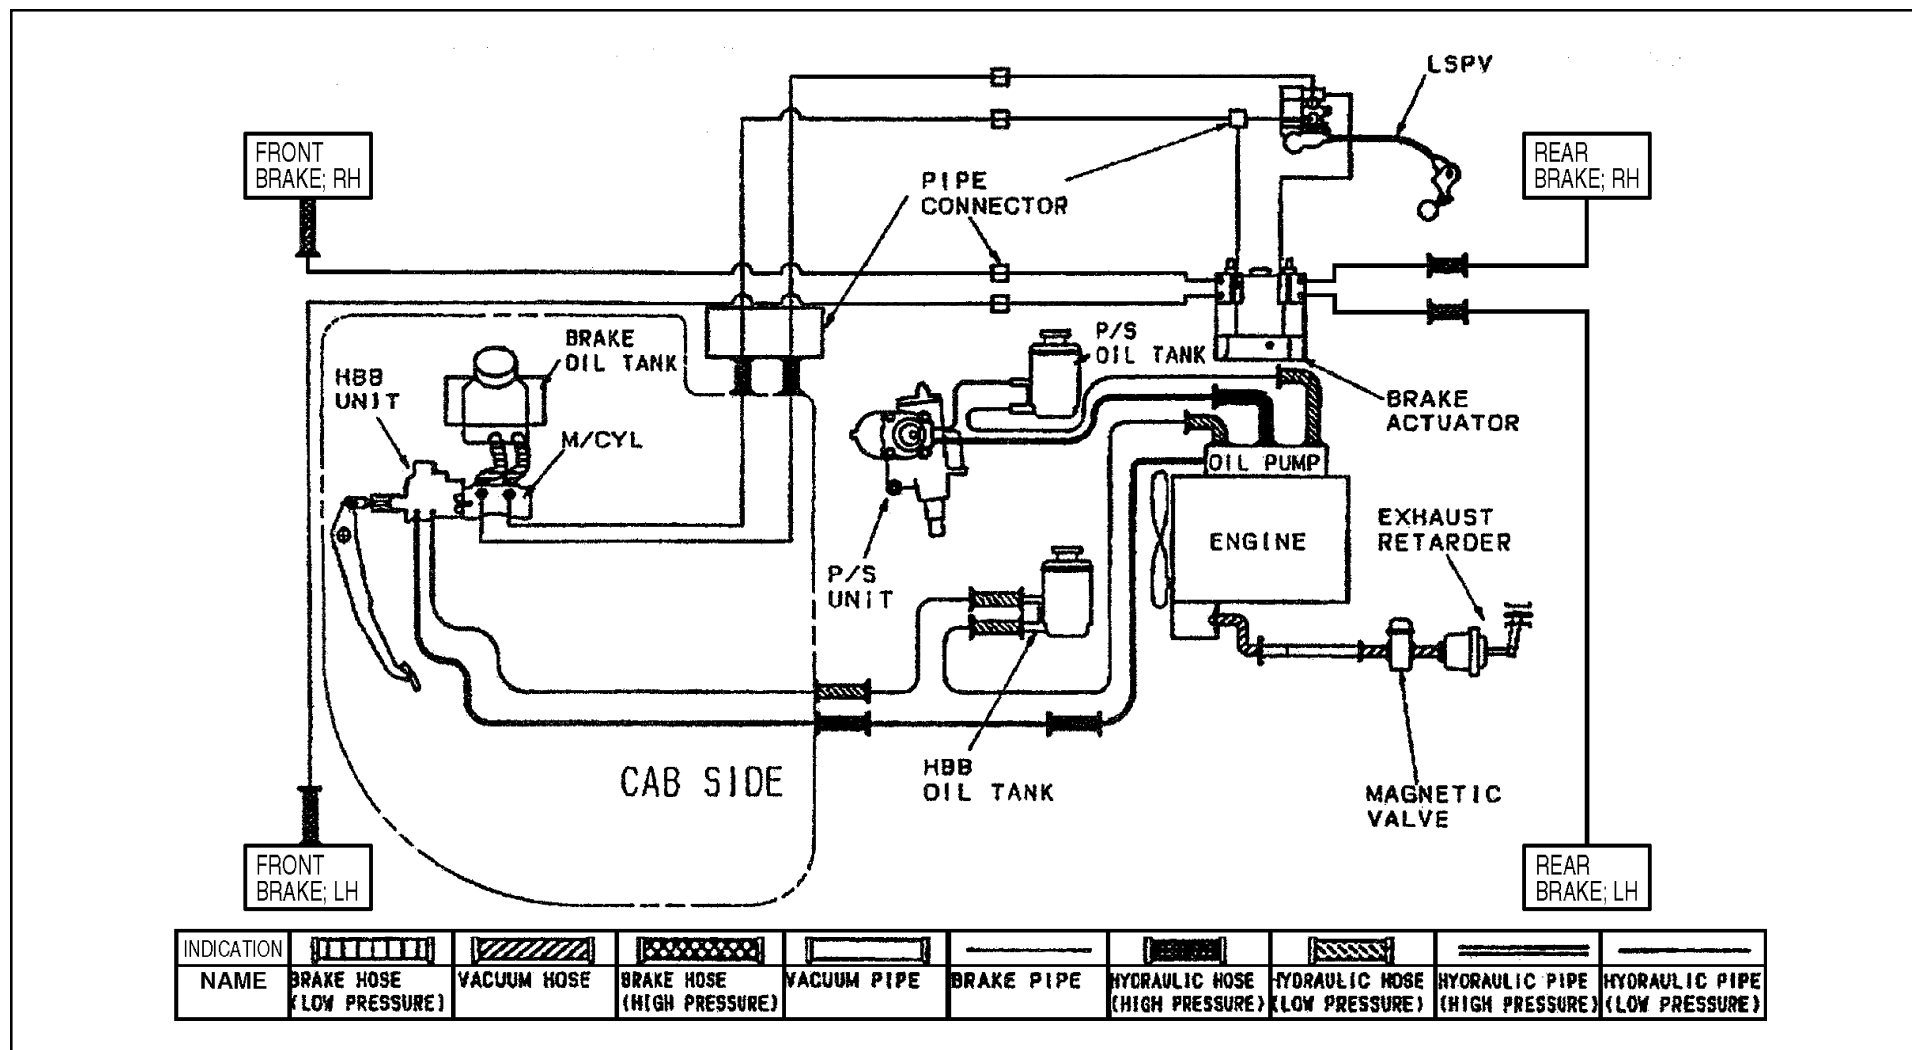 LSPV
FRONT
BRAKE; RH
REAR
BRAKE; RH
PIPE
CONNECTOR
BRAKE
OIL TANK
P/S
OIL TANK
HBB
UNIT
BRAKE
ACTUATOR
M/CYL
OIL PUMP
ENGINE
EXHAUST
RETARDER
P/S
UNIT
CAB SIDE
HBB
OIL TANK
MAGNETIC
VALVE
FRONT
BRAKE; LH
REAR
BRAKE; LH
INDICATION
NAME
BRAKE HOSE
(LOW PRESSURE)
VACUUM HOSE
BRAKE HOSE
(HIGH PRESSURE)
VACUUM PIPE
BRAKE PIPE
HYDRAULIC HOSE
(HIGH PRESSURE)
HYDRAULIC HOSE
(LOW PRESSURE)
HYDRAULIC PIPE
(HIGH PRESSURE)
HYDRAULIC PIPE
(LOW PRESSURE)